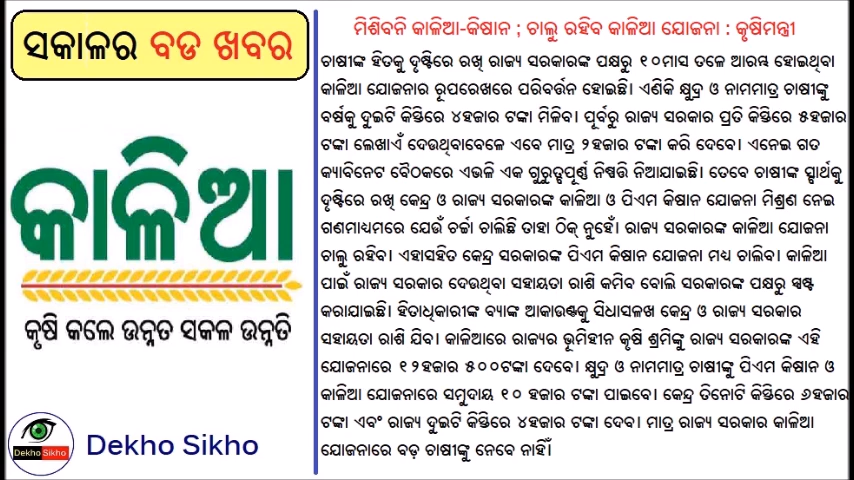 ସକାଳର ବଡ ଖବର
କାଳିଆ
କୃଷି କଲେ ଉନ୍ନତ ସକଳ ଉନ୍ନତି
Dekho Sikho
Dekho Sikho
ମିଶିବନି କାଳିଆ-କିଷାନ ; ଚାଲୁ ରହିବ କାଳିଆ ଯୋଜନା : କୃଷିମନ୍ତ୍ରୀ
ଚାଷୀଙ୍କ ହିତକୁ ଦୃଷ୍ଟିରେ ରଖି ରାଜ୍ୟ ସରକାରଙ୍କ ପକ୍ଷରୁ ୧୦ମାସ ତଳେ ଆରମ୍ଭ ହୋଇଥିବା
କାଳିଆ ଯୋଜନାର ରୂପରେଖରେ ପରିବର୍ତ୍ତନ ହୋଇଛି। ଏଣିକି କ୍ଷୁଦ୍ର ଓ ନାମମାତ୍ର ଚାଷୀଙ୍କୁ
ବର୍ଷକୁ ଦୁଇଟି କିସ୍ତିରେ ୪ହଜାର ଟଙ୍କା ମିଳିବ। ପୂର୍ବରୁ ରାଜ୍ୟ ସରକାର ପ୍ରତି କିସ୍ତିରେ ୫ହଜାର
ଟଙ୍କା ଲେଖାଏଁ ଦେଉଥିବାବେଳେ ଏବେ ମାତ୍ର ୨ହଜାର ଟଙ୍କା କରି ଦେବେ। ଏନେଇ ଗତ
କ୍ୟାବିନେଟ ବୈଠକରେ ଏଭଳି ଏକ ଗୁରୁତ୍ୱପୂର୍ଣ୍ଣ ନିଷ୍ପତ୍ତି ନିଆଯାଇଛି। ତେବେ ଚାଷୀଙ୍କ ସ୍ୱାର୍ଥକୁ
ଦୃଷ୍ଟିରେ ରଖି କେନ୍ଦ୍ର ଓ ରାଜ୍ୟ ସରକାରଙ୍କ କାଳିଆ ଓ ପିଏମ କିଷାନ ଯୋଜନା ମିଶ୍ରଣ ନେଇ
ଗଣମାଧ୍ୟମରେ ଯେଉଁ ଚର୍ଚ୍ଚା ଚାଲିଛି ତାହା ଠିକ୍ ନୁହେଁ। ରାଜ୍ୟ ସରକାରଙ୍କ କାଳିଆ ଯୋଜନା
ଚାଲୁ ରହିବ। ଏହାସହିତ କେନ୍ଦ୍ର ସରକାରଙ୍କ ପିଏମ କିଷାନ ଯୋଜନା ମଧ୍ୟ ଚାଲିବ। କାଳିଆ
ପାଇଁ ରାଜ୍ୟ ସରକାର ଦେଉଥିବା ସହାୟତା ରାଶି କମିବ ବୋଲି ସରକାରଙ୍କ ପକ୍ଷରୁ ସ୍ପଷ୍ଟ
କରାଯାଇଛି। ହିତାଧିକାରୀଙ୍କ ବ୍ୟାଙ୍କ ଆକାଉଣ୍ଟକୁ ସିଧାସଳଖ କେନ୍ଦ୍ର ଓ ରାଜ୍ୟ ସରକାର
ସହାୟତା ରାଶି ଯିବ। କାଳିଆରେ ରାଜ୍ୟର ଭୂମିହୀନ କୃଷି ଶ୍ରମିଙ୍କୁ ରାଜ୍ୟ ସରକାରଙ୍କ ଏହି
ଯୋଜନାରେ ୧୨ହଜାର ୫୦୦ଟଙ୍କା ଦେବେ। କ୍ଷୁଦ୍ର ଓ ନାମମାତ୍ର ଚାଷୀଙ୍କୁ ପିଏମ କିଷାନ ଓ
କାଳିଆ ଯୋଜନାରେ ସମୁଦାୟ ୧୦ ହଜାର ଟଙ୍କା ପାଇବେ। କେନ୍ଦ୍ର ତିନୋଟି କିସ୍ତିରେ ୬ହଜାର
ଟଙ୍କା ଏବଂ ରାଜ୍ୟ ଦୁଇଟି କିସ୍ତିରେ ୪ହଜାର ଟଙ୍କା ଦେବ। ମାତ୍ର ରାଜ୍ୟ ସରକାର କାଳିଆ
ଯୋଜନାରେ ବଡ଼ ଚାଷୀଙ୍କୁ ନେବେ ନାହିଁ।